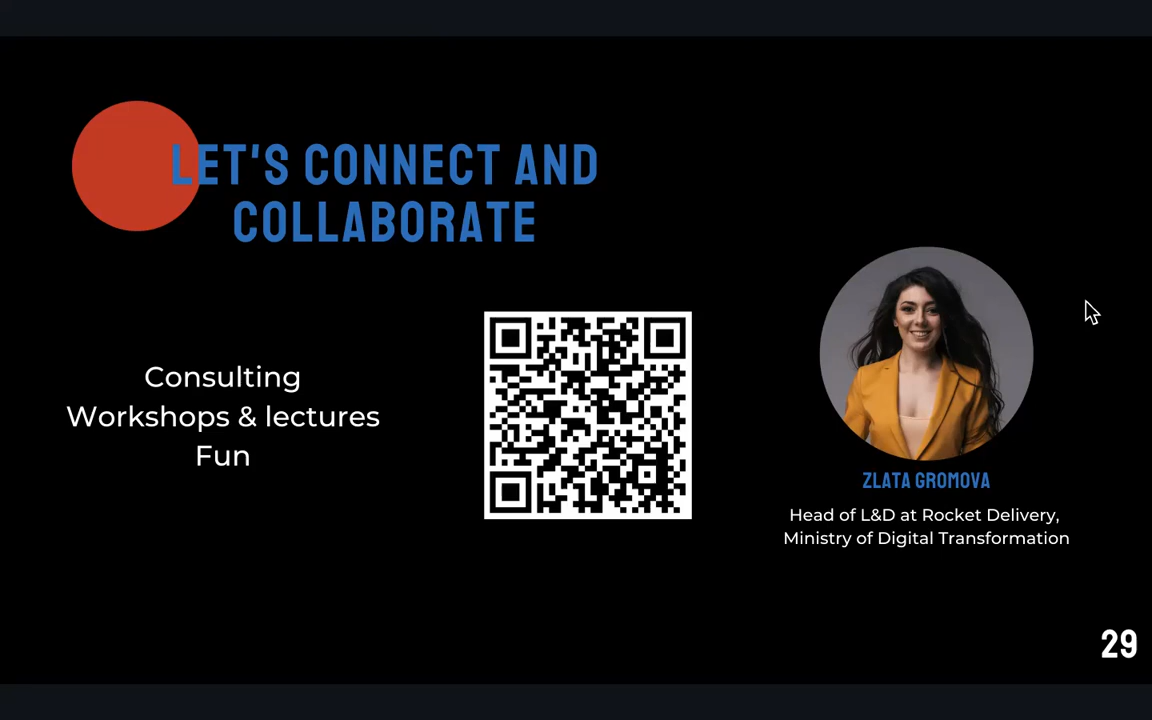 LET'S CONNECT AND
COLLABORATE
Consulting
Workshops & lectures
Fun
ZLATA GROMOVA
Head of L&D at Rocket Delivery,
Ministry of Digital Transformation
29